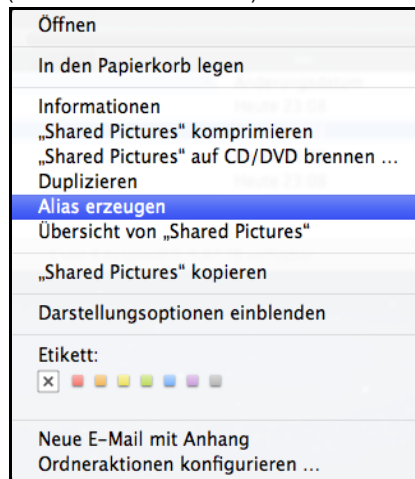 Öffnen
In den Papierkorb legen
Informationen
„Shared Pictures“ komprimieren
„Shared Pictures“ auf CD/DVD brennen ...
Duplizieren
Alias erzeugen
Übersicht von „Shared Pictures“
„Shared Pictures“ kopieren
Darstellungsoptionen einblenden
Etikett:
Neue E-Mail mit Anhang
Ordneraktionen konfigurieren ...